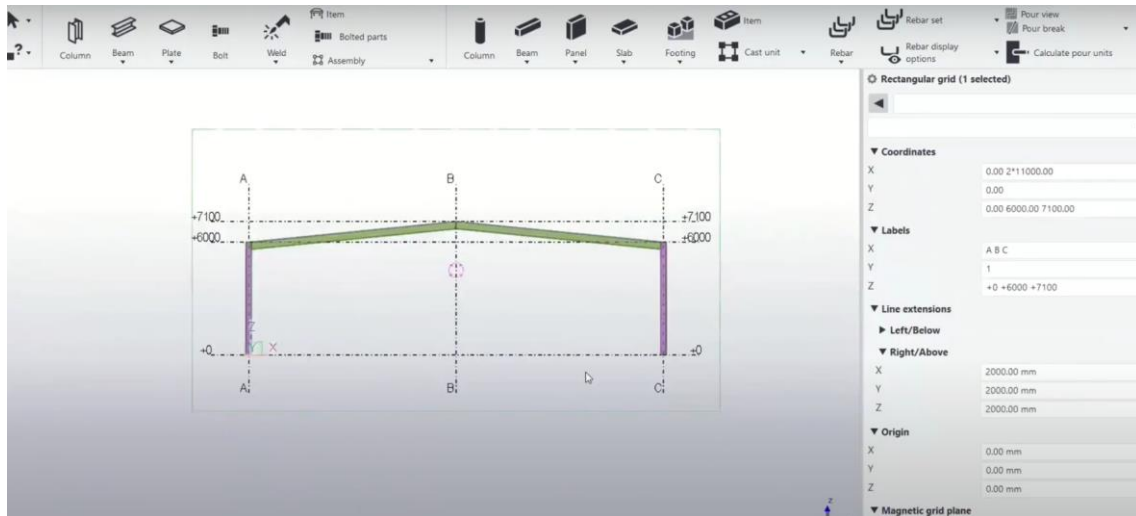 Column
Beam
Plate
Bolt
Weld
Item
Bolted parts
Assembly
Column
Beam
Panel
Slab
Footing
Item
Cast unit
Rebar
Rebar set
Rebar display
options
Pour view
Pour break
Calculate pour units
?
Rectangular grid (1 selected)
Coordinates
X 0.00 2*11000.00
Y 0.00
Z 0.00 6000.00 7100.00
Labels
X A B C
Y 1
Z +0 +6000 +7100
Line extensions
Left/Below
Right/Above
X 2000.00 mm
Y 2000.00 mm
Z 2000.00 mm
Origin
X 0.00 mm
Y 0.00 mm
Z 0.00 mm
Magnetic grid plane
A B C
+7100 +7100
+6000 +6000
Z
Y X
+0 ±0
A B C
z